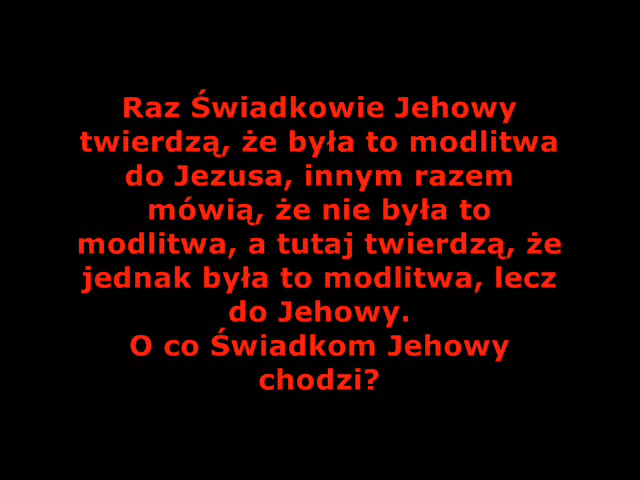 Raz Świadkowie Jehowy
twierdzą, że była to modlitwa
do Jezusa, innym razem
mówią, że nie była to
modlitwa, a tutaj twierdzą, że
jednak była to modlitwa, lecz
do Jehowy.
O co Świadkom Jehowy
chodzi?